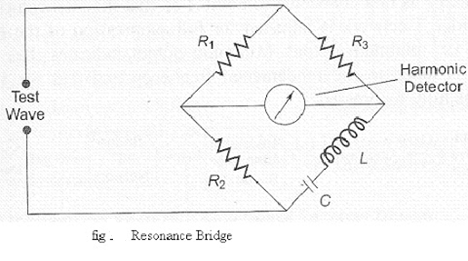 R1
R3
Harmonic
Detector
Test
Wave
R2
L
C
fig . Resonance Bridge